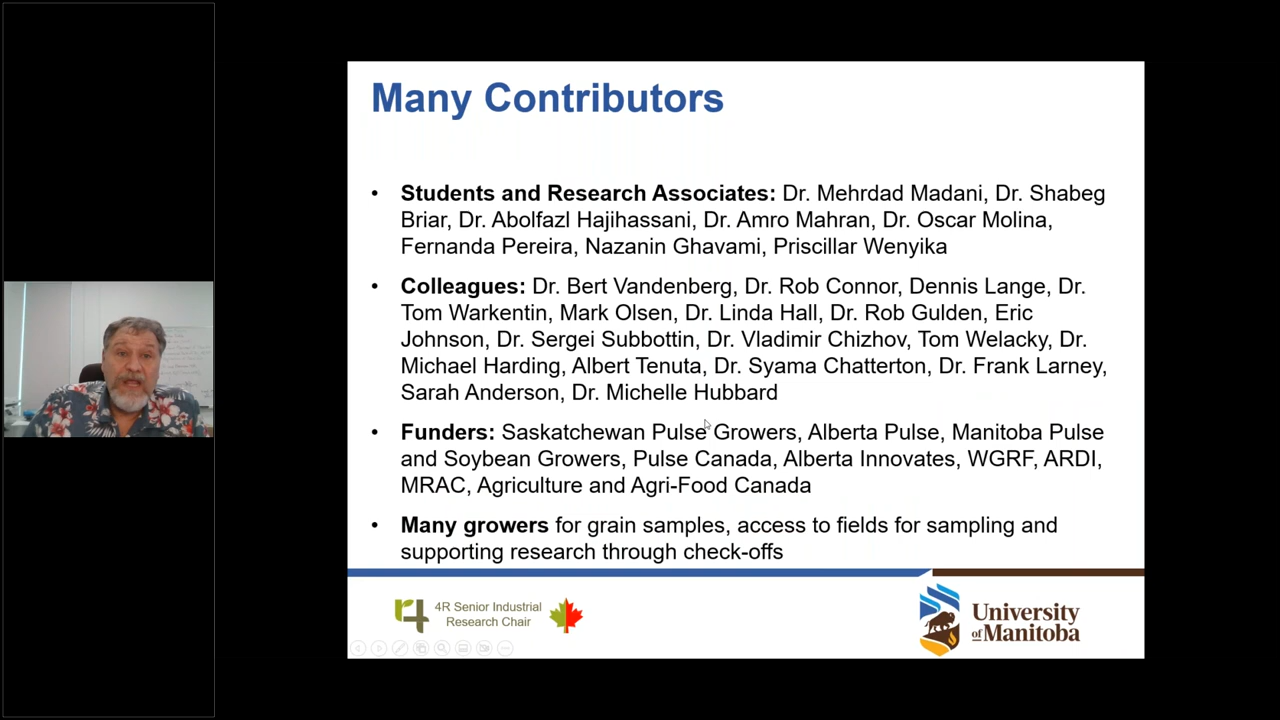 Many Contributors
• Students and Research Associates: Dr. Mehrdad Madani, Dr. Shabeg
Briar, Dr. Abolfazl Hajihassani, Dr. Amro Mahran, Dr. Oscar Molina,
Fernanda Pereira, Nazanin Ghavami, Priscillar Wenyika
• Colleagues: Dr. Bert Vandenberg, Dr. Rob Connor, Dennis Lange, Dr.
Tom Warkentin, Mark Olsen, Dr. Linda Hall, Dr. Rob Gulden, Eric
Johnson, Dr. Sergei Subbottin, Dr. Vladimir Chizhov, Tom Welacky, Dr.
Michael Harding, Albert Tenuta, Dr. Syama Chatterton, Dr. Frank Larney,
Sarah Anderson, Dr. Michelle Hubbard
• Funders: Saskatchewan Pulse Growers, Alberta Pulse, Manitoba Pulse
and Soybean Growers, Pulse Canada, Alberta Innovates, WGRF, ARDI,
MRAC, Agriculture and Agri-Food Canada
• Many growers for grain samples, access to fields for sampling and
supporting research through check-offs
4R Senior Industrial
Research Chair
University
of Manitoba